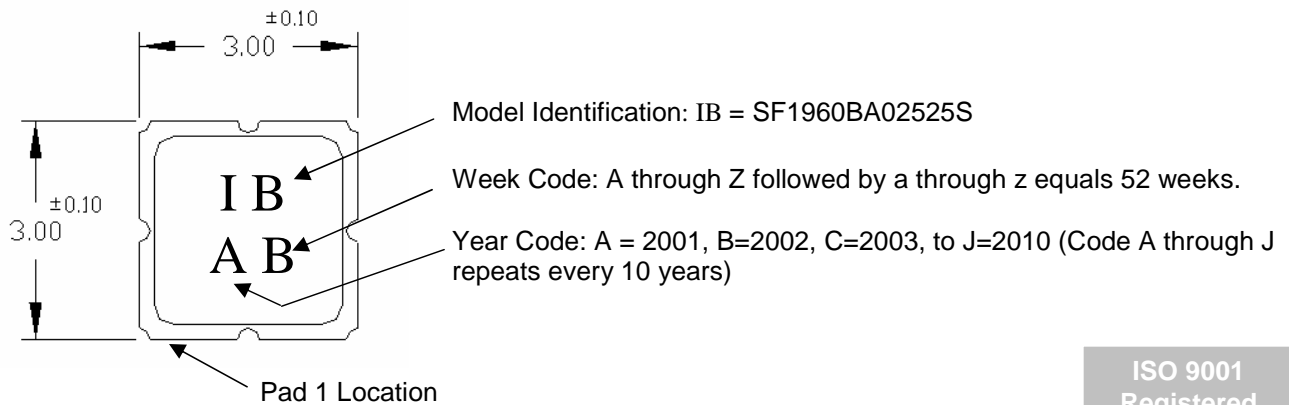 ±0.10
3.00
Model Identification: IB = SF1960BA02525S
I B
Week Code: A through Z followed by a through z equals 52 weeks.
±0.10
3.00
A B
Year Code: A = 2001, B=2002, C=2003, to J=2010 (Code A through J
repeats every 10 years)
Pad 1 Location
ISO 9001
Registered